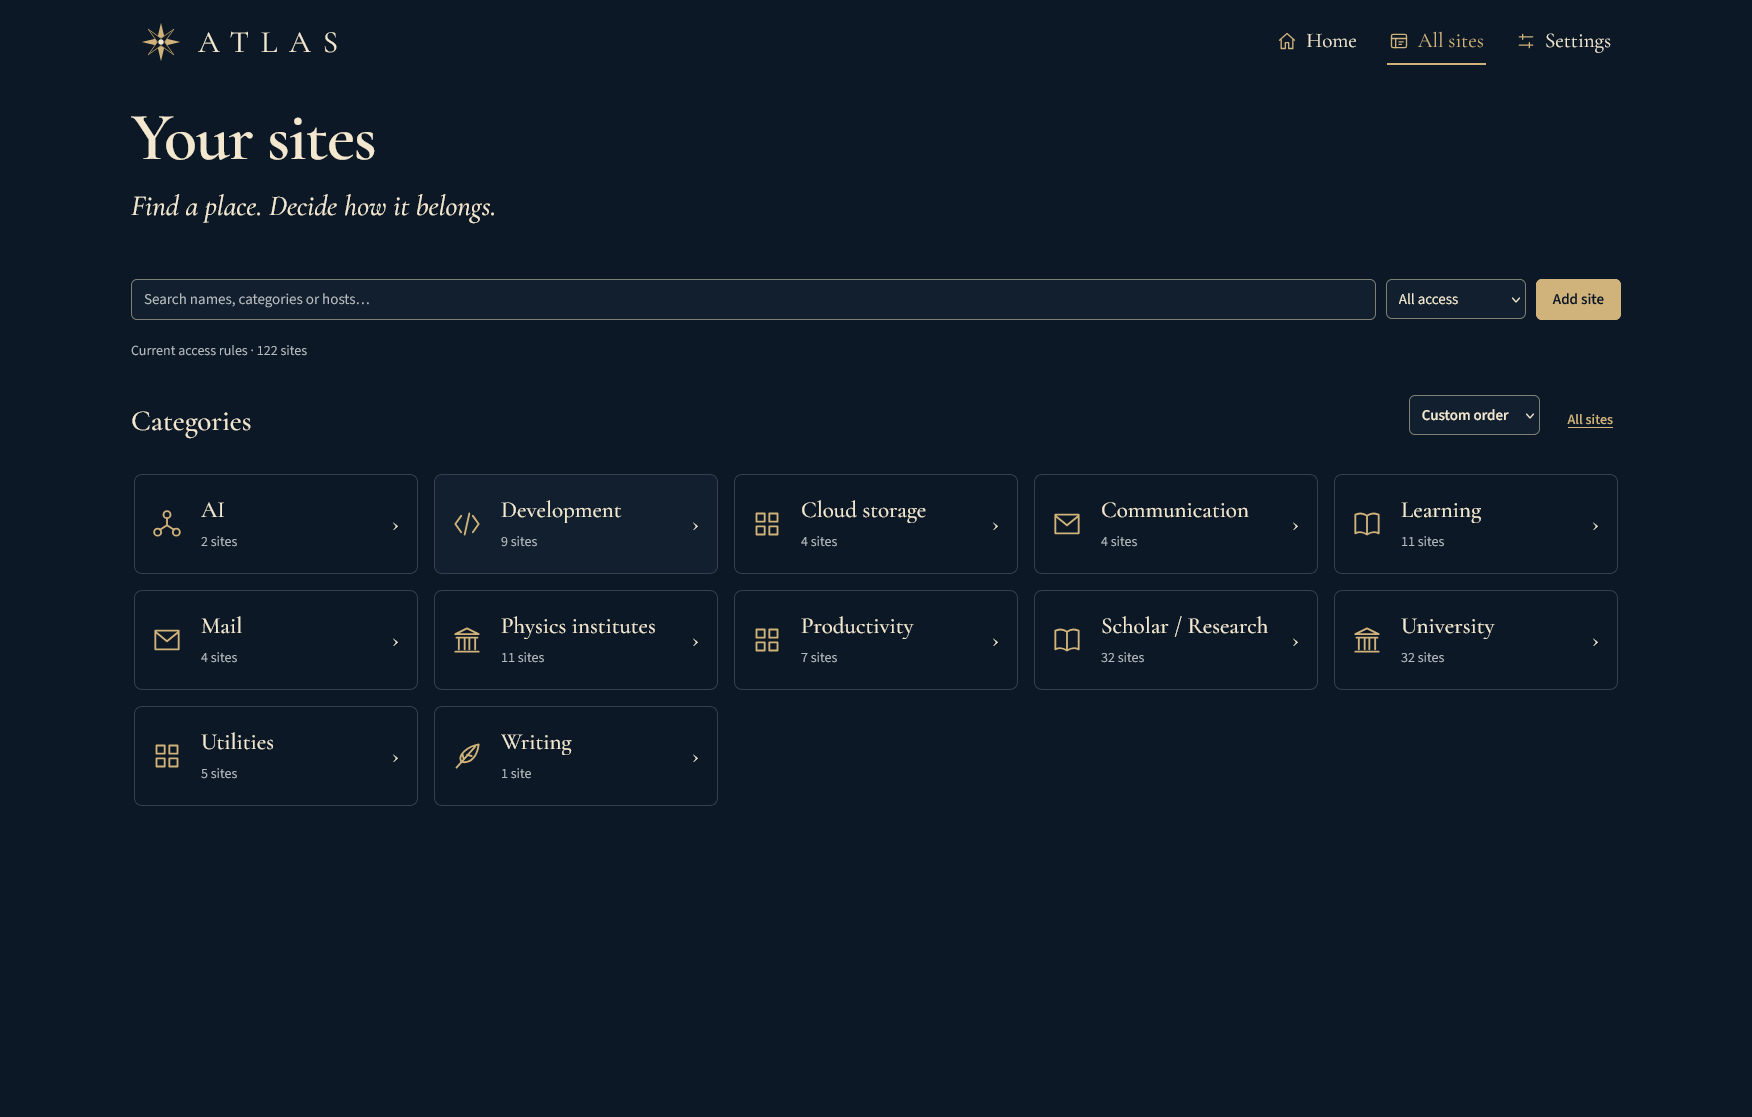 ATLAS
Home
All sites
Settings
Your sites
Find a place. Decide how it belongs.
Search names, categories or hosts…
All access
Add site
Current access rules · 122 sites
Categories
Custom order
All sites
AI
2 sites
Development
9 sites
Cloud storage
4 sites
Communication
4 sites
Learning
11 sites
Mail
4 sites
Physics institutes
11 sites
Productivity
7 sites
Scholar / Research
32 sites
University
32 sites
Utilities
5 sites
Writing
1 site